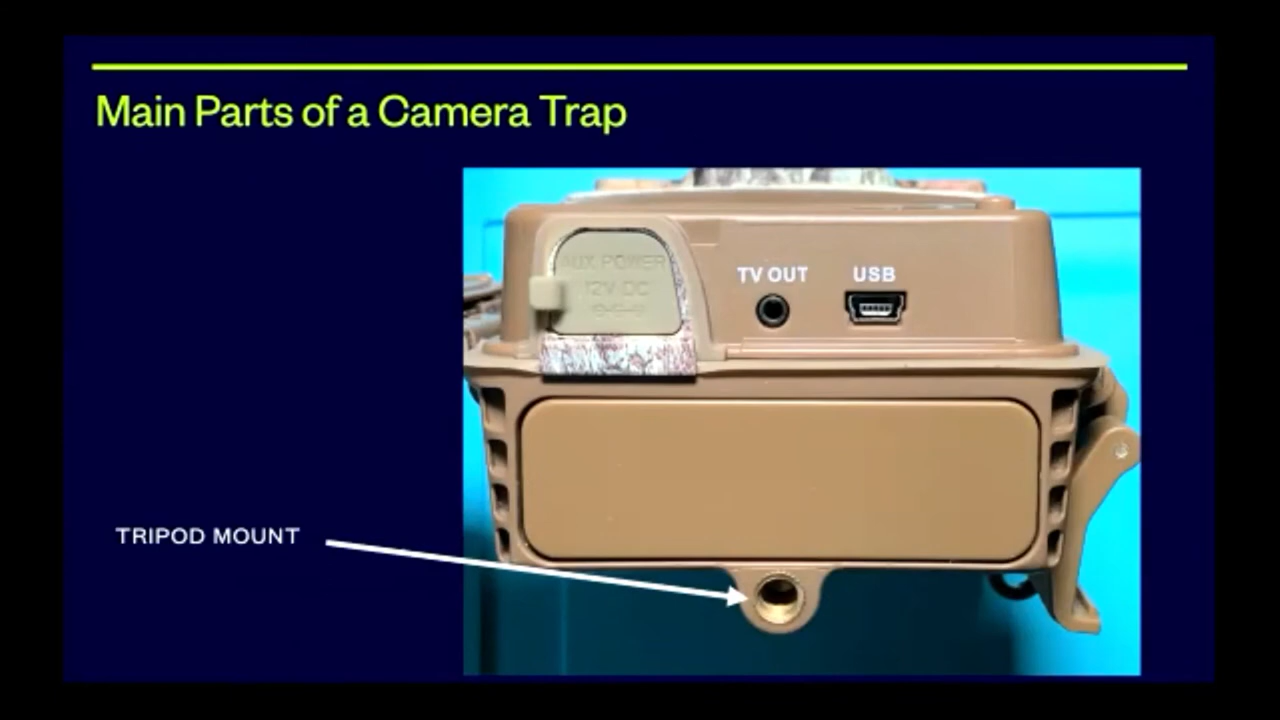 Main Parts of a Camera Trap
AUX POWER
12V DC
TV OUT USB
TRIPOD MOUNT